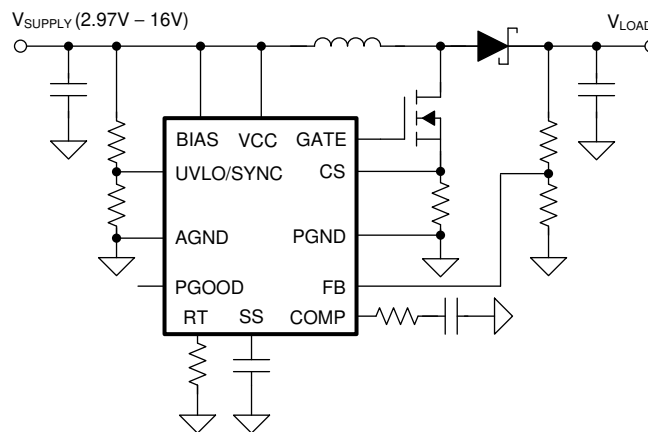 VSUPPLY (2.97V – 16V)
VLOAD
BIAS VCC GATE
UVLO/SYNC CS
AGND PGND
PGOOD FB
RT SS COMP